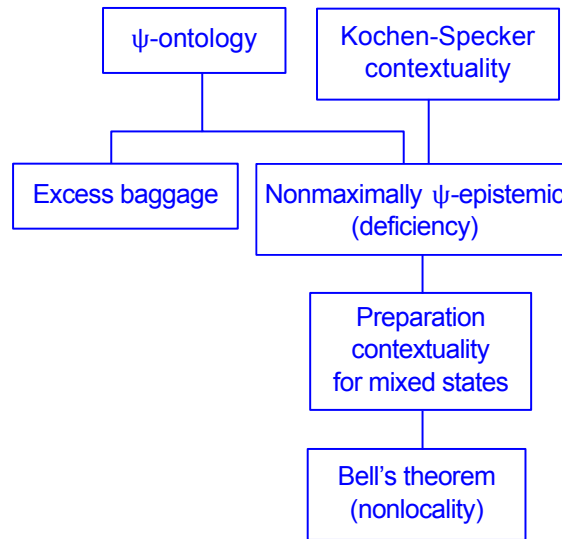 ψ-ontology
Kochen-Specker
contextuality
Excess baggage
Nonmaximally ψ-epistemic
(deficiency)
Preparation
contextuality
for mixed states
Bell’s theorem
(nonlocality)